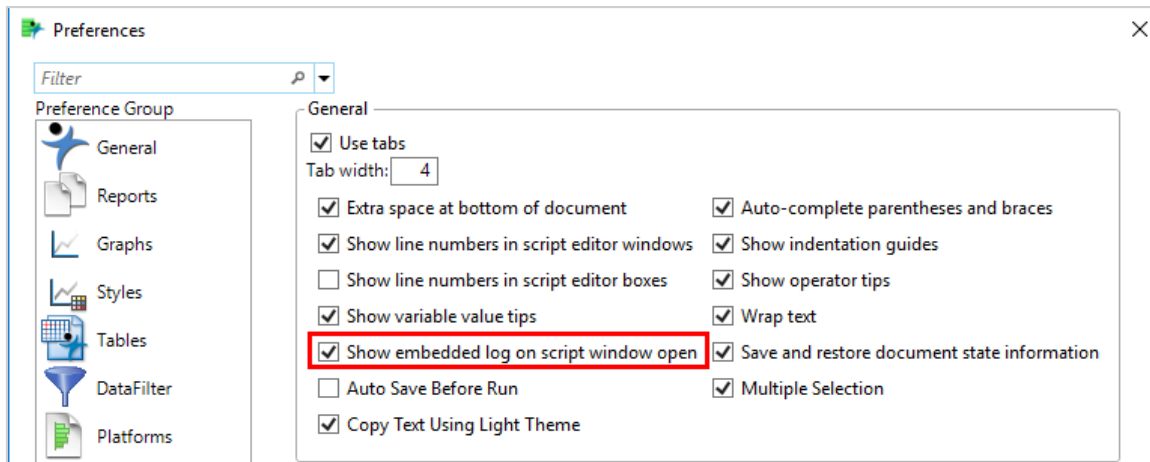 Preferences
Filter
Preference Group
General
Reports
Graphs
Styles
Tables
DataFilter
Platforms
General
Use tabs
Tab width: 4
Extra space at bottom of document
Auto-complete parentheses and braces
Show line numbers in script editor windows
Show indentation guides
Show line numbers in script editor boxes
Show operator tips
Show variable value tips
Wrap text
Show embedded log on script window open
Save and restore document state information
Auto Save Before Run
Multiple Selection
Copy Text Using Light Theme